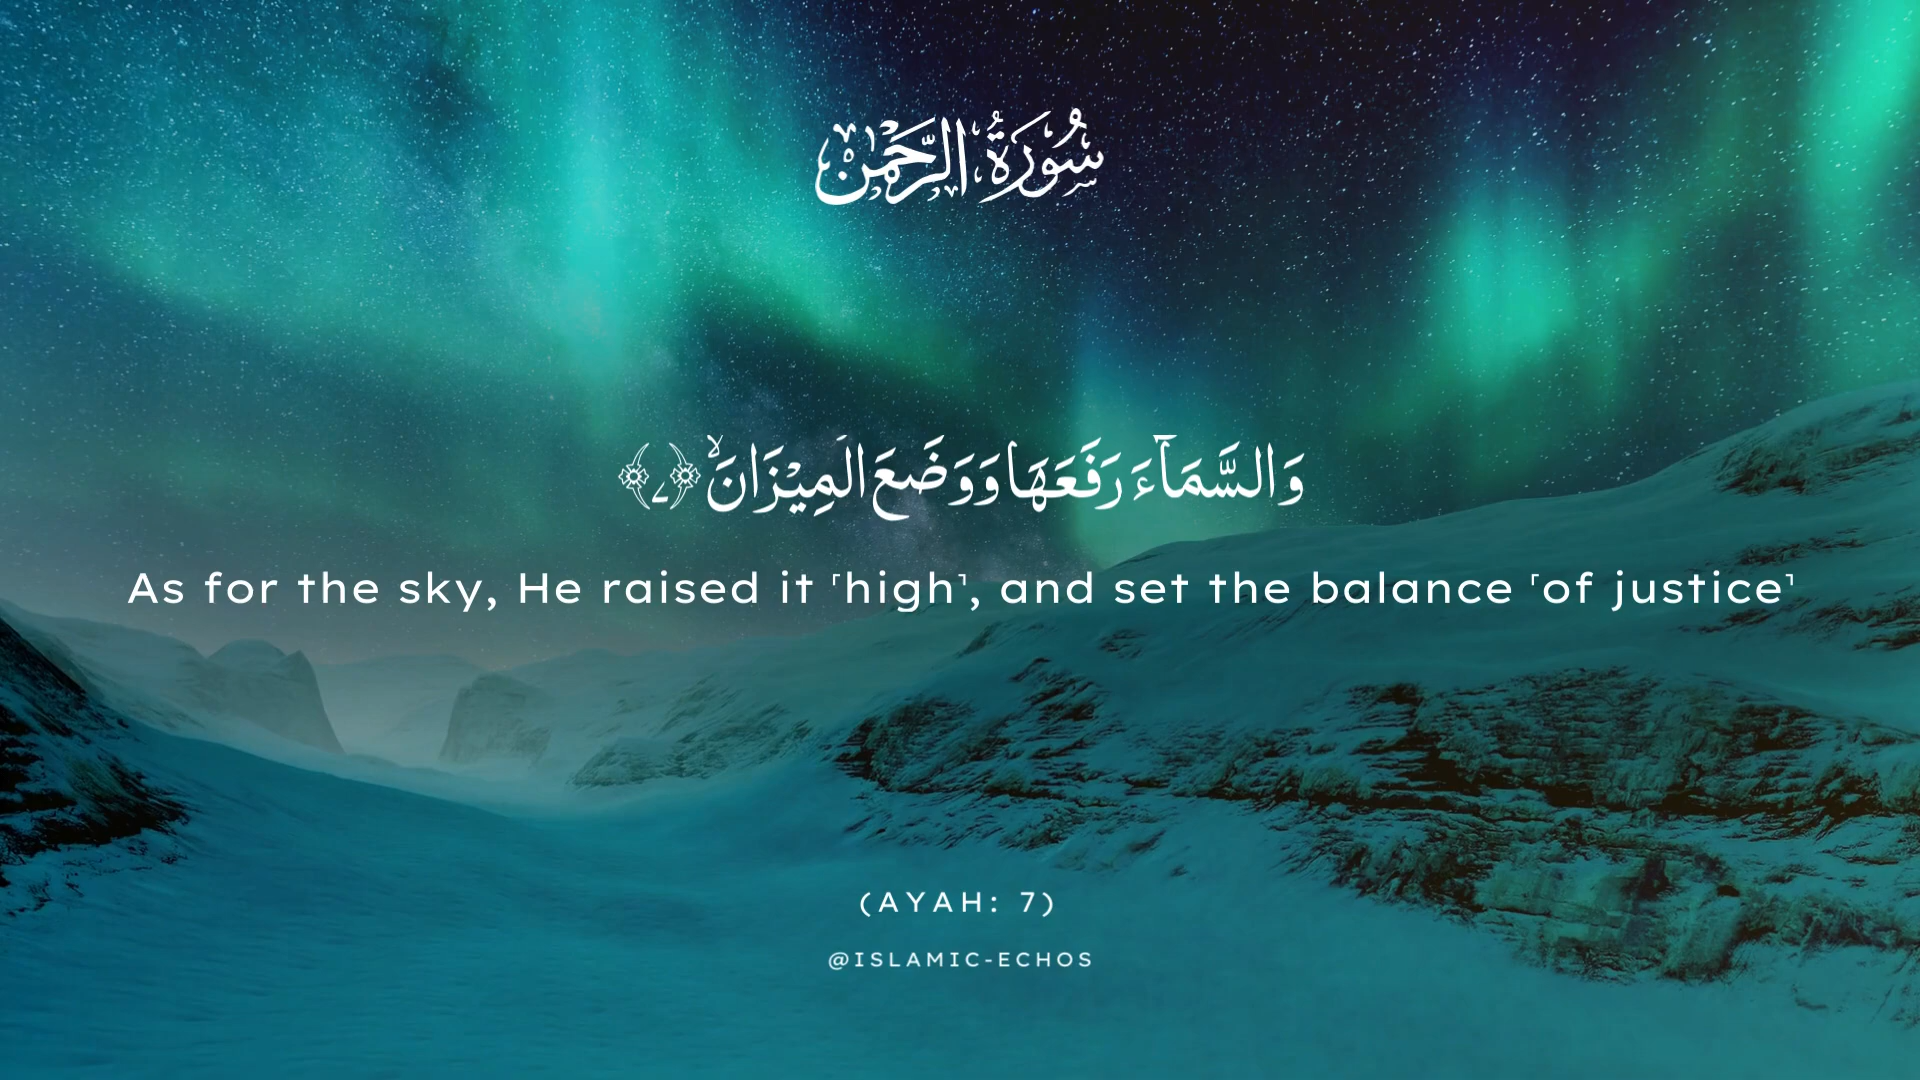 سُورَةُ الرَّحْمٰن
وَالسَّمَآءَ رَفَعَهَا وَوَضَعَ الْمِيْزَانَۙ ﴿٧﴾
As for the sky, He raised it ˹high˺, and set the balance ˹of justice˺
(AYAH: 7)
@ISLAMIC-ECHOS